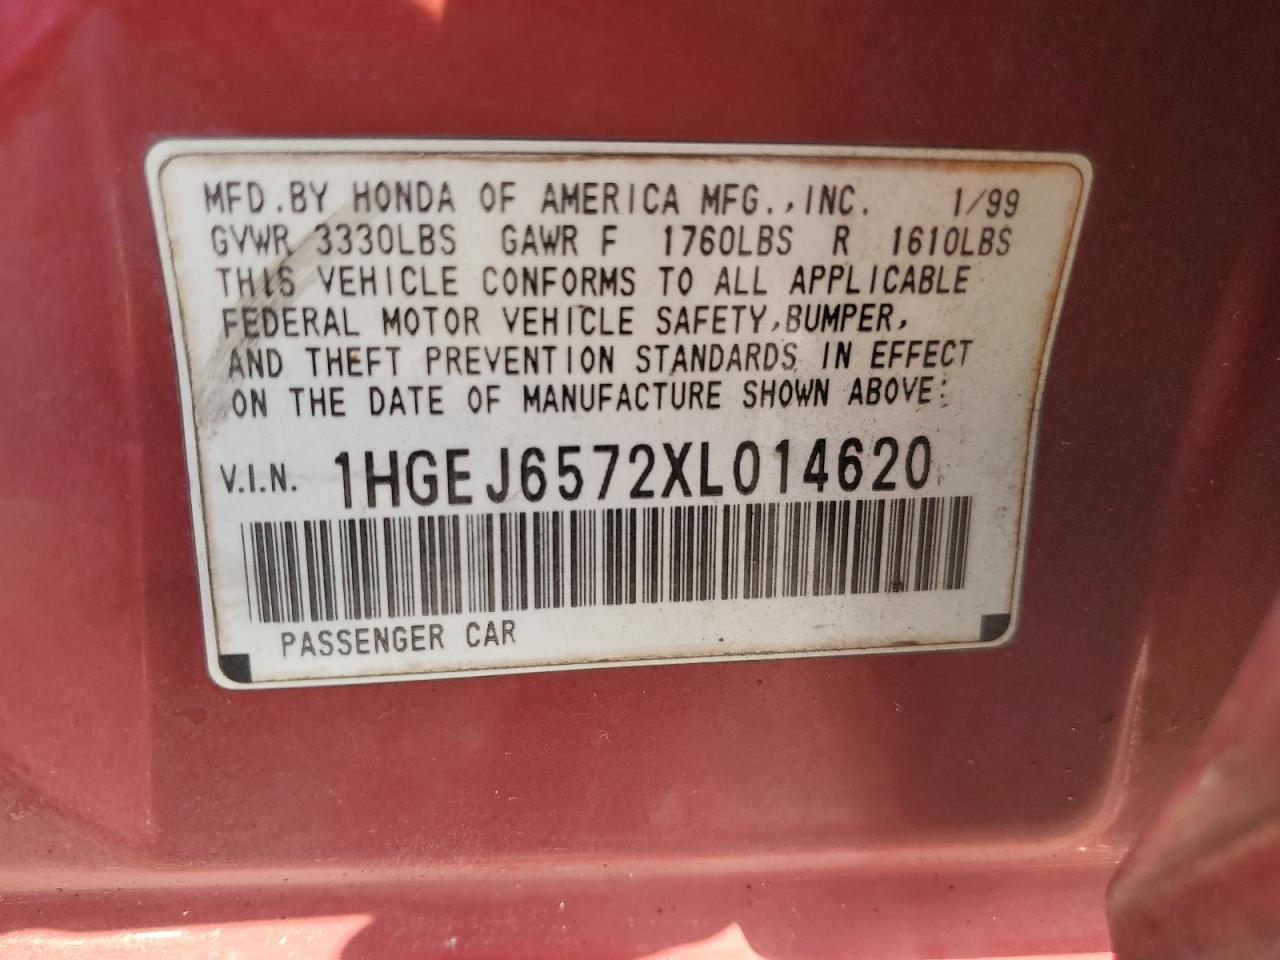 MFD.BY HONDA OF AMERICA MFG.,INC. 1/99
GVWR 3330LBS GAWR F 1760LBS R 1610LBS
THIS VEHICLE CONFORMS TO ALL APPLICABLE
FEDERAL MOTOR VEHICLE SAFETY,BUMPER,
AND THEFT PREVENTION STANDARDS IN EFFECT
ON THE DATE OF MANUFACTURE SHOWN ABOVE:
V.I.N. 1HGEJ6572XL014620
PASSENGER CAR